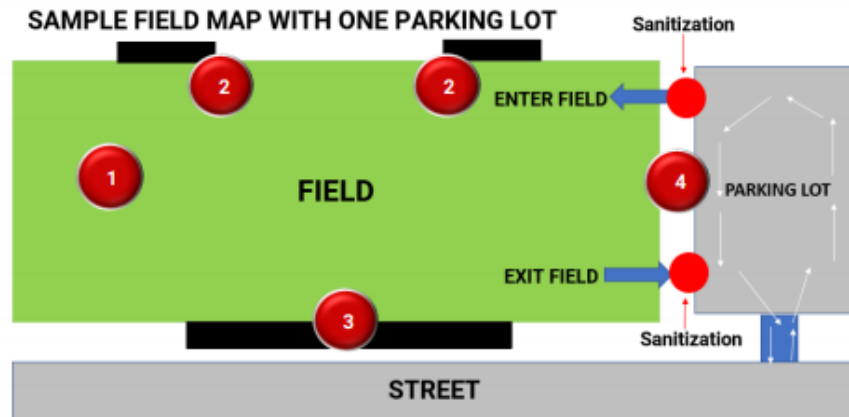 SAMPLE FIELD MAP WITH ONE PARKING LOT
Sanitization
2
2
ENTER FIELD
1
FIELD
4
PARKING LOT
EXIT FIELD
3
Sanitization
STREET